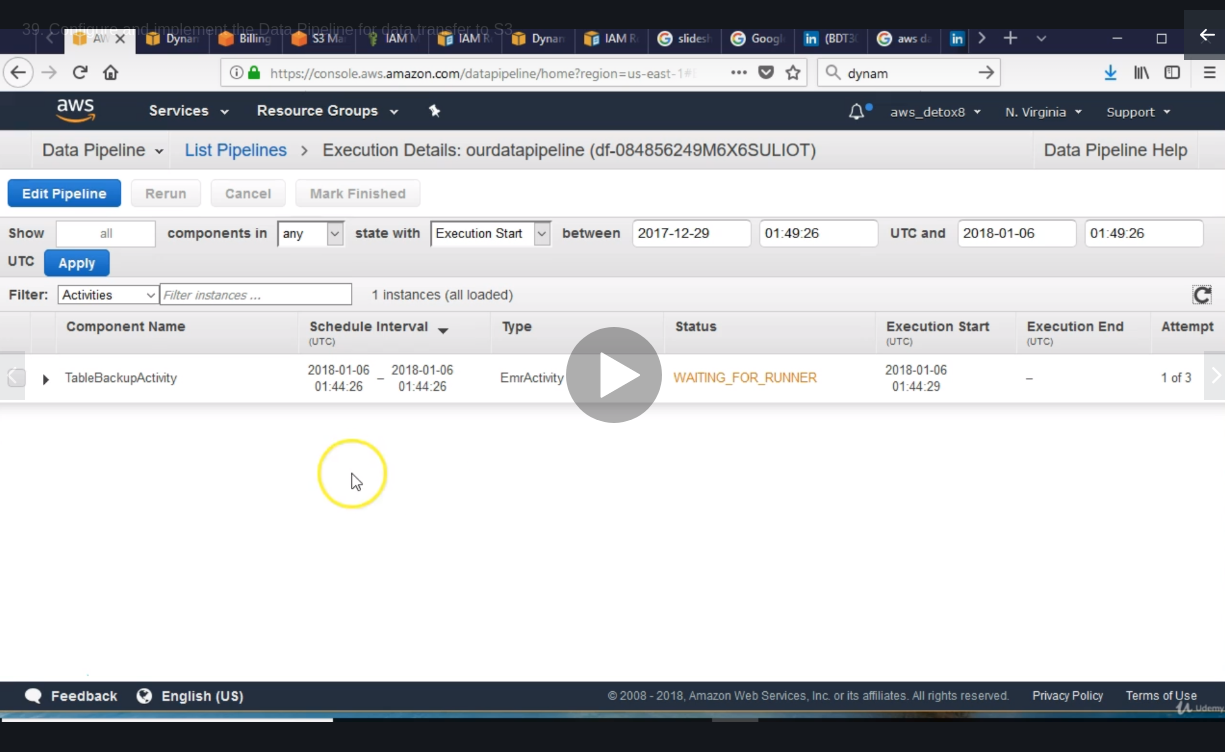 39. Configure and implement the Data Pipeline for data transfer to S3
AW Dynam Billing S3 Ma IAM M IAM R Dynam IAM R slidesh Googl (BDT3 aws da
https://console.aws.amazon.com/datapipeline/home?region=us-east-1# dynam
aws Services Resource Groups aws_detox8 N. Virginia Support
Data Pipeline List Pipelines > Execution Details: ourdatapipeline (df-084856249M6X6SULIOT) Data Pipeline Help
Edit Pipeline Rerun Cancel Mark Finished
Show all components in any state with Execution Start between 2017-12-29 01:49:26 UTC and 2018-01-06 01:49:26
UTC Apply
Filter: Activities Filter instances ... 1 instances (all loaded)
Component Name Schedule Interval Type Status Execution Start Execution End Attempt
(UTC) (UTC) (UTC)
TableBackupActivity 2018-01-06 – 2018-01-06 EmrActivity WAITING_FOR_RUNNER 2018-01-06 – 1 of 3
01:44:26 01:44:26 01:44:29
Feedback English (US) © 2008 - 2018, Amazon Web Services, Inc. or its affiliates. All rights reserved. Privacy Policy Terms of Use
Udemy